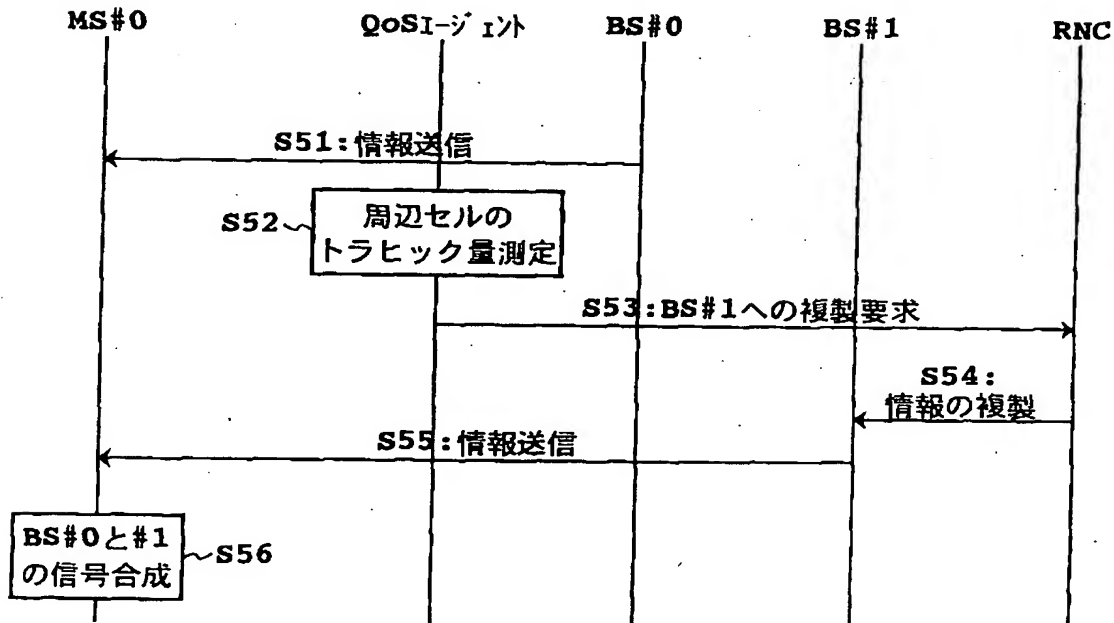 MS#0
QoSｴｰｼﾞｪﾝﾄ
BS#0
BS#1
RNC
S51:情報送信
S52
周辺セルの
トラヒック量測定
S53:BS#1への複製要求
S54:
情報の複製
S55:情報送信
BS#0と#1
の信号合成
S56